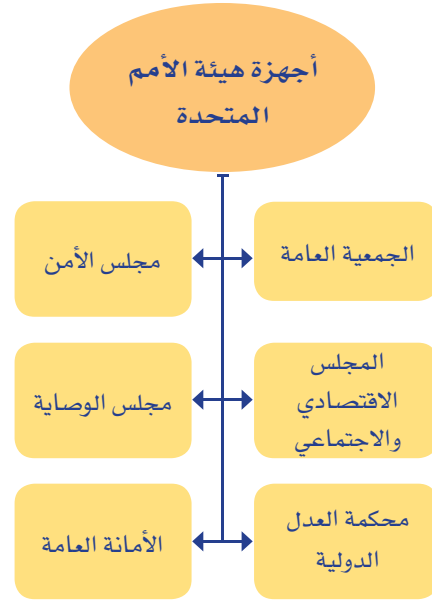 أجهزة هيئة الأمم
المتحدة
الجمعية العامة
مجلس الأمن
المجلس
الاقتصادي
والاجتماعي
مجلس الوصاية
محكمة العدل
الدولية
الأمانة العامة